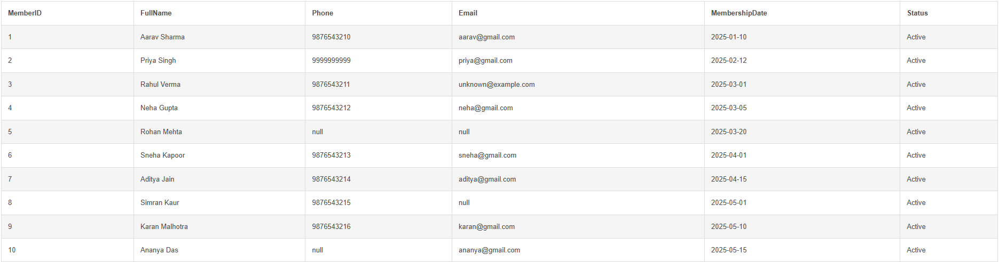 MemberID FullName Phone Email MembershipDate Status
1 Aarav Sharma 9876543210 aarav@gmail.com 2025-01-10 Active
2 Priya Singh 9999999999 priya@gmail.com 2025-02-12 Active
3 Rahul Verma 9876543211 unknown@example.com 2025-03-01 Active
4 Neha Gupta 9876543212 neha@gmail.com 2025-03-05 Active
5 Rohan Mehta null null 2025-03-20 Active
6 Sneha Kapoor 9876543213 sneha@gmail.com 2025-04-01 Active
7 Aditya Jain 9876543214 aditya@gmail.com 2025-04-15 Active
8 Simran Kaur 9876543215 null 2025-05-01 Active
9 Karan Malhotra 9876543216 karan@gmail.com 2025-05-10 Active
10 Ananya Das null ananya@gmail.com 2025-05-15 Active